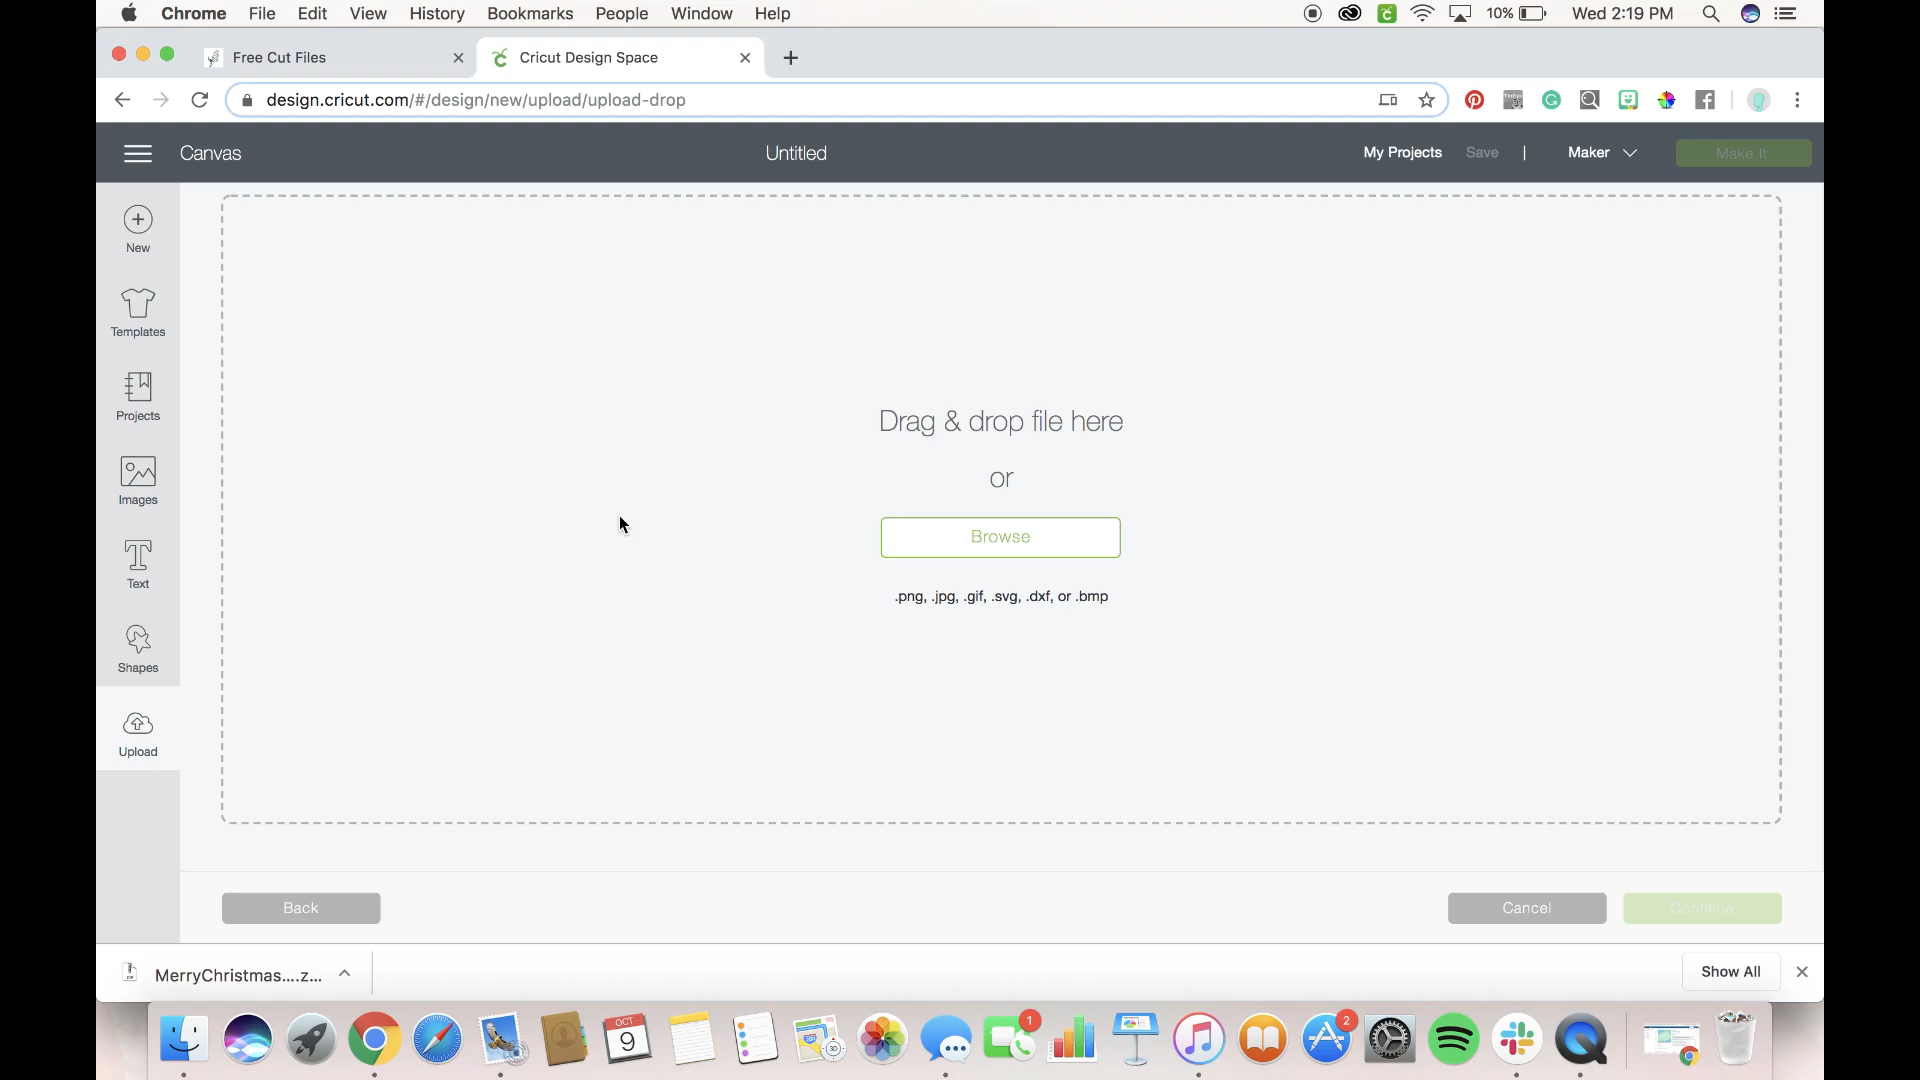 Chrome File Edit View History Bookmarks People Window Help 10% Wed 2:19 PM
Free Cut Files Cricut Design Space
design.cricut.com/#/design/new/upload/upload-drop
Canvas Untitled My Projects Save | Maker Make It
New
Templates
Projects
Images
Text
Shapes
Upload
Drag & drop file here
or
Browse
.png, .jpg, .gif, .svg, .dxf, or .bmp
Back Cancel Continue
MerryChristmas....z... Show All
OCT
9
3D
1
2